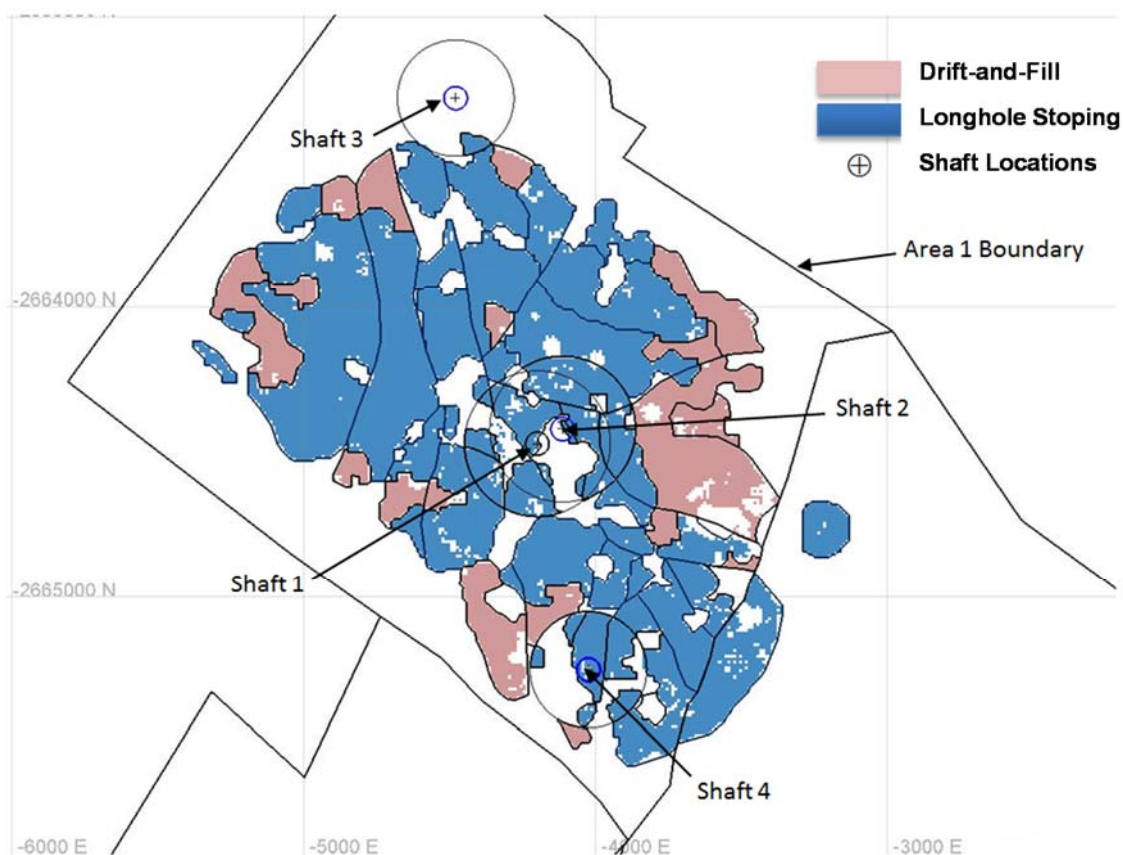 Drift-and-Fill
Longhole Stoping
Shaft Locations
Shaft 3
Area 1 Boundary
-2664000 N
Shaft 2
Shaft 1
-2665000 N
Shaft 4
-6000 E
-5000 E
-4000 E
-3000 E